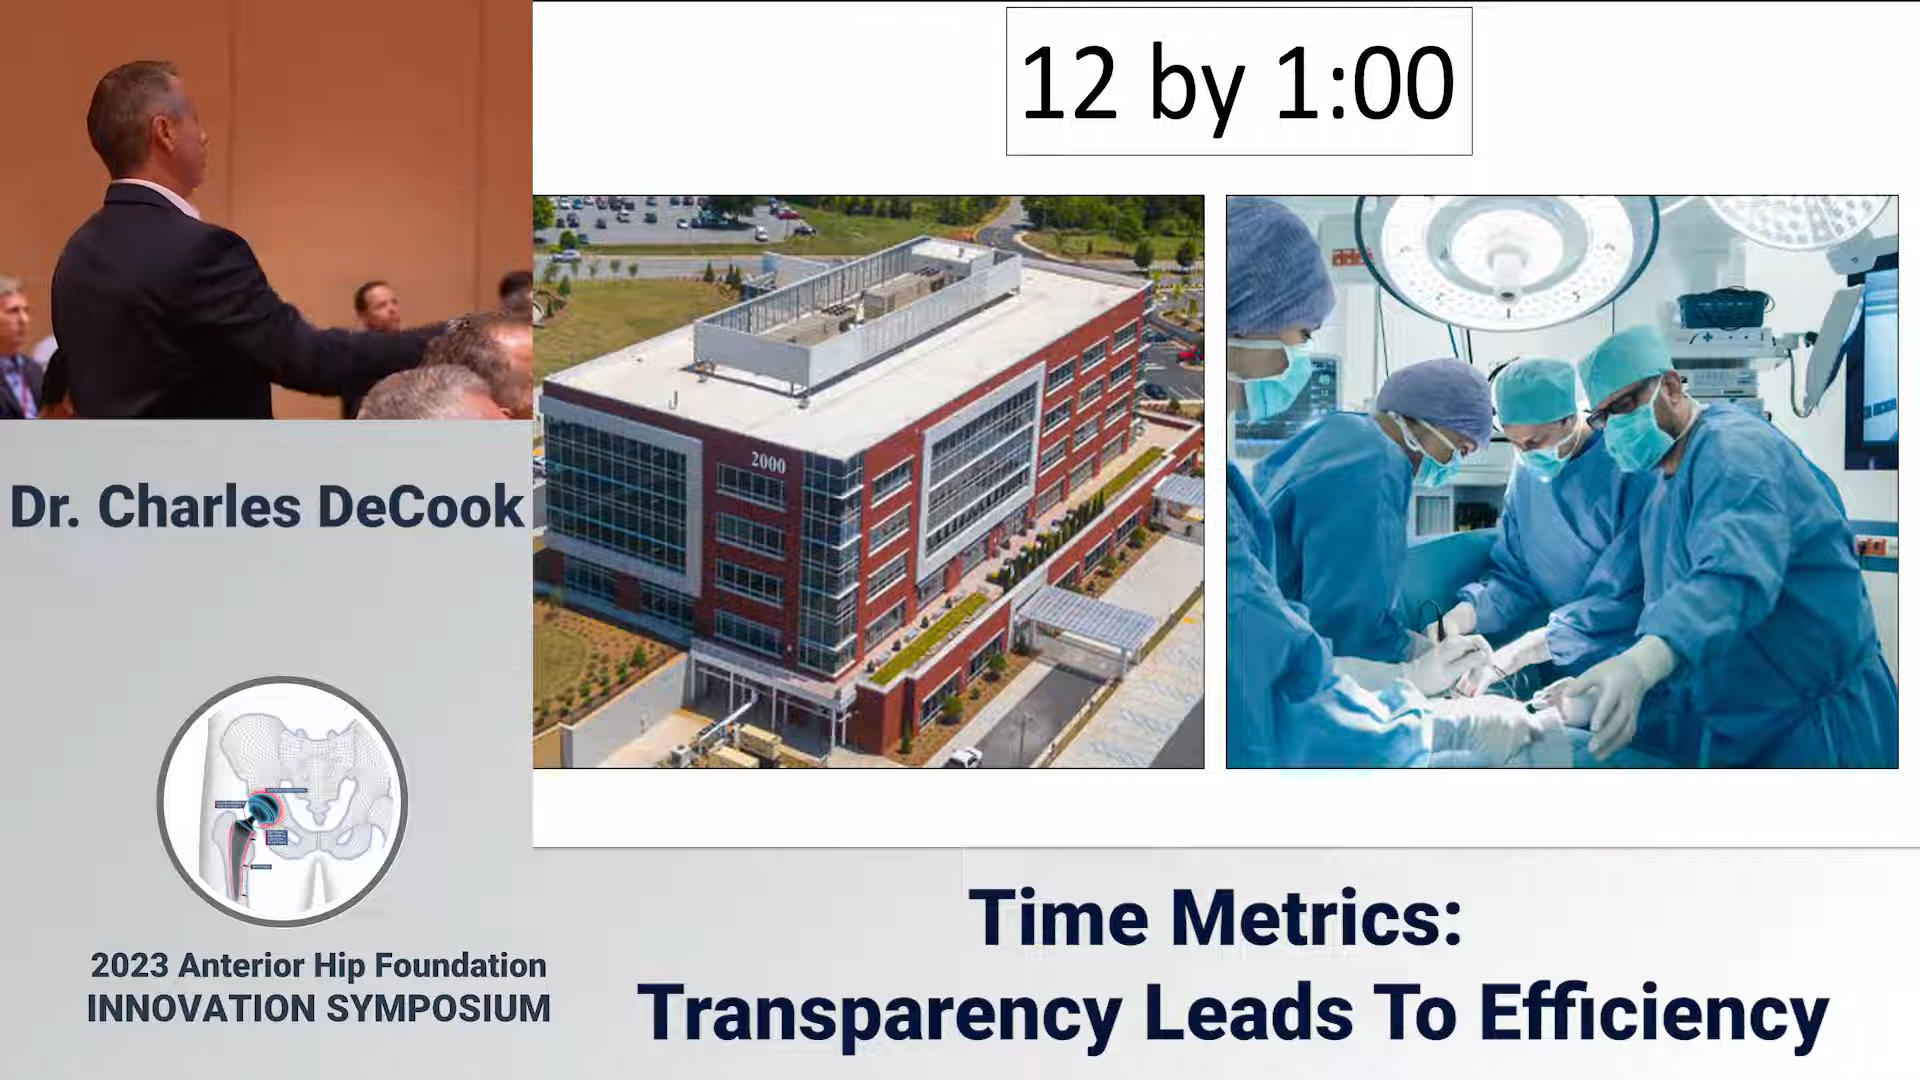 12 by 1:00
2000
Dr. Charles DeCook
2023 Anterior Hip Foundation
INNOVATION SYMPOSIUM
Time Metrics:
Transparency Leads To Efficiency